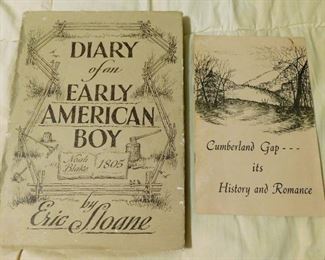 DIARY
of an
EARLY
AMERICAN
BOY
Noah
Blake
1805
by
Eric Sloane
Cumberland Gap ---
its
History and Romance